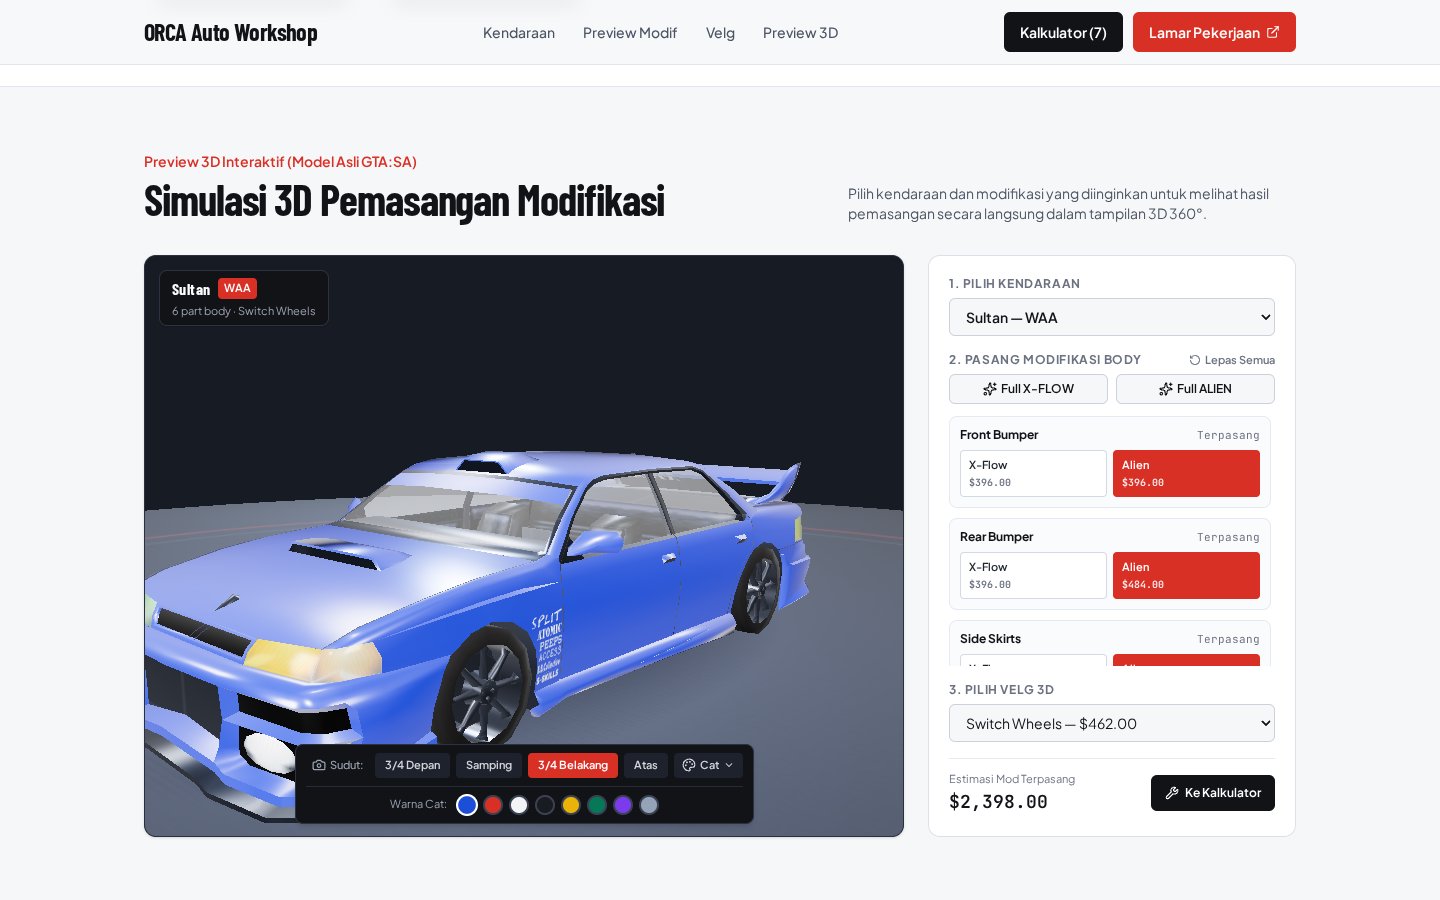 ORCA Auto Workshop
Kendaraan
Preview Modif
Velg
Preview 3D
Kalkulator (7)
Lamar Pekerjaan
Preview 3D Interaktif (Model Asli GTA:SA)
Simulasi 3D Pemasangan Modifikasi
Pilih kendaraan dan modifikasi yang diinginkan untuk melihat hasil
pemasangan secara langsung dalam tampilan 3D 360°.
Sultan WAA
6 part body · Switch Wheels
SPLIT
ATOMIC
PEEPS
ACCESS
Sudut:
3/4 Depan
Samping
3/4 Belakang
Atas
Cat
Warna Cat:
1. PILIH KENDARAAN
Sultan — WAA
2. PASANG MODIFIKASI BODY
Lepas Semua
Full X-FLOW
Full ALIEN
Front Bumper
Terpasang
X-Flow
$396.00
Alien
$396.00
Rear Bumper
Terpasang
X-Flow
$396.00
Alien
$484.00
Side Skirts
Terpasang
3. PILIH VELG 3D
Switch Wheels — $462.00
Estimasi Mod Terpasang
$2,398.00
Ke Kalkulator